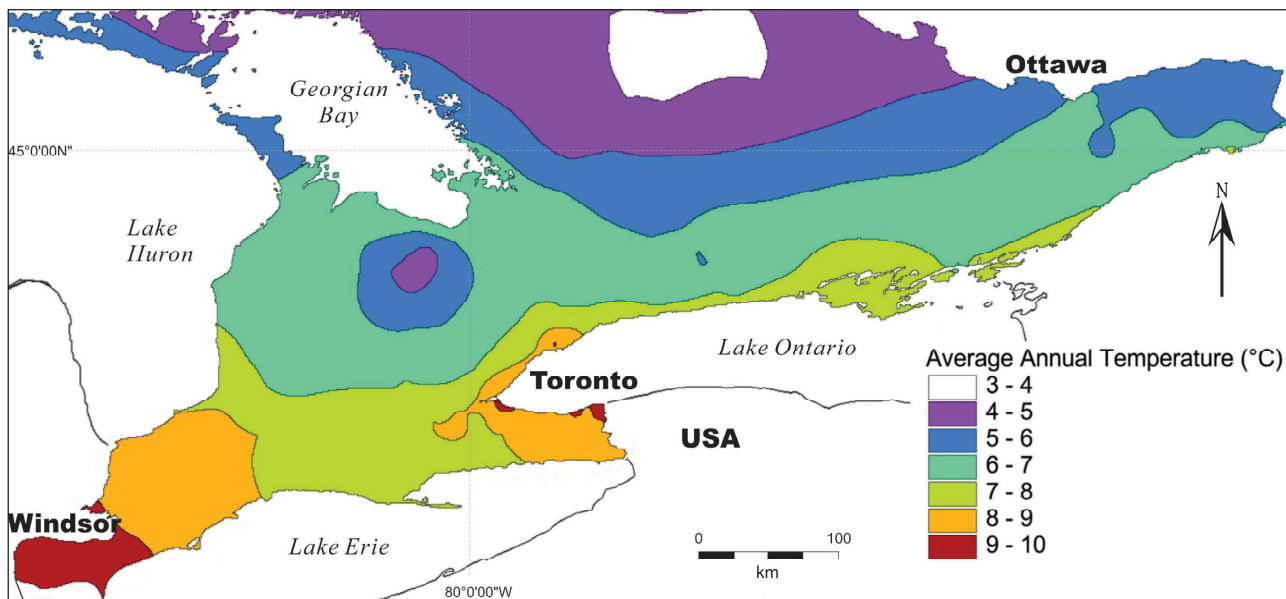 Ottawa
Georgian
Bay
45°0'00N"
N
Lake
Huron
Lake Ontario
Toronto
USA
Windsor
Lake Erie
80°0'00"W
0 100
km
Average Annual Temperature (°C)
3 - 4
4 - 5
5 - 6
6 - 7
7 - 8
8 - 9
9 - 10